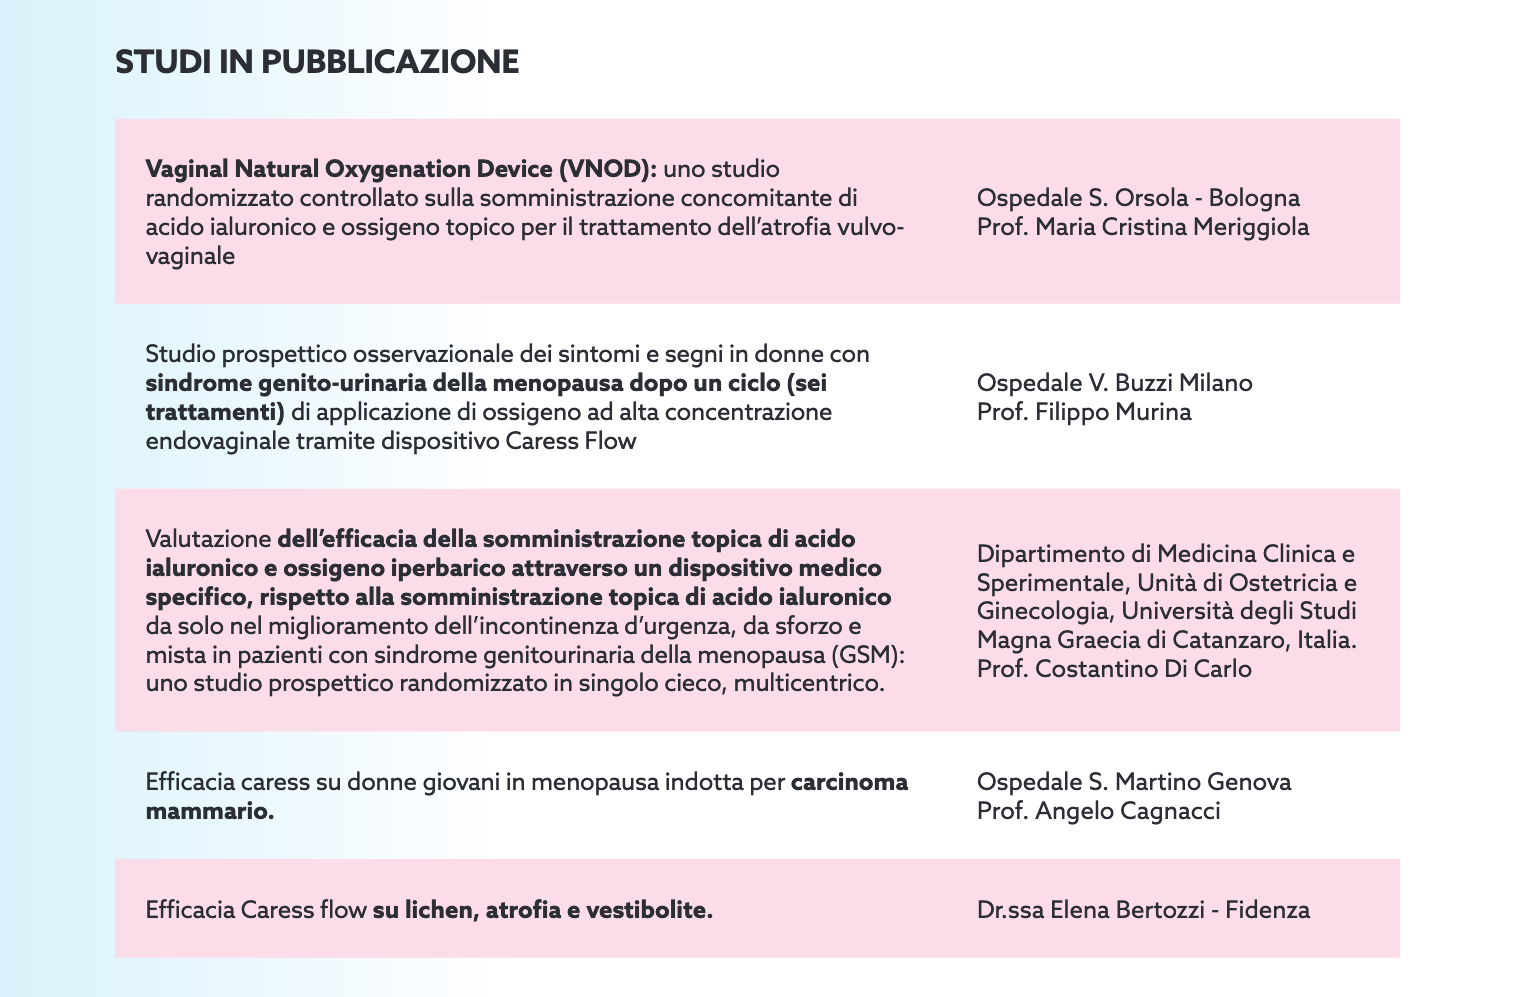 STUDI IN PUBBLICAZIONE
Vaginal Natural Oxygenation Device (VNOD): uno studio
randomizzato controllato sulla somministrazione concomitante di
acido ialuronico e ossigeno topico per il trattamento dell’atrofia vulvo-
vaginale
Ospedale S. Orsola - Bologna
Prof. Maria Cristina Meriggiola
Studio prospettico osservazionale dei sintomi e segni in donne con
sindrome genito-urinaria della menopausa dopo un ciclo (sei
trattamenti) di applicazione di ossigeno ad alta concentrazione
endovaginale tramite dispositivo Caress Flow
Ospedale V. Buzzi Milano
Prof. Filippo Murina
Valutazione dell’efficacia della somministrazione topica di acido
ialuronico e ossigeno iperbarico attraverso un dispositivo medico
specifico, rispetto alla somministrazione topica di acido ialuronico
da solo nel miglioramento dell’incontinenza d’urgenza, da sforzo e
mista in pazienti con sindrome genitourinaria della menopausa (GSM):
uno studio prospettico randomizzato in singolo cieco, multicentrico.
Dipartimento di Medicina Clinica e
Sperimentale, Unità di Ostetricia e
Ginecologia, Università degli Studi
Magna Graecia di Catanzaro, Italia.
Prof. Costantino Di Carlo
Efficacia caress su donne giovani in menopausa indotta per carcinoma
mammario.
Ospedale S. Martino Genova
Prof. Angelo Cagnacci
Efficacia Caress flow su lichen, atrofia e vestibolite.
Dr.ssa Elena Bertozzi - Fidenza